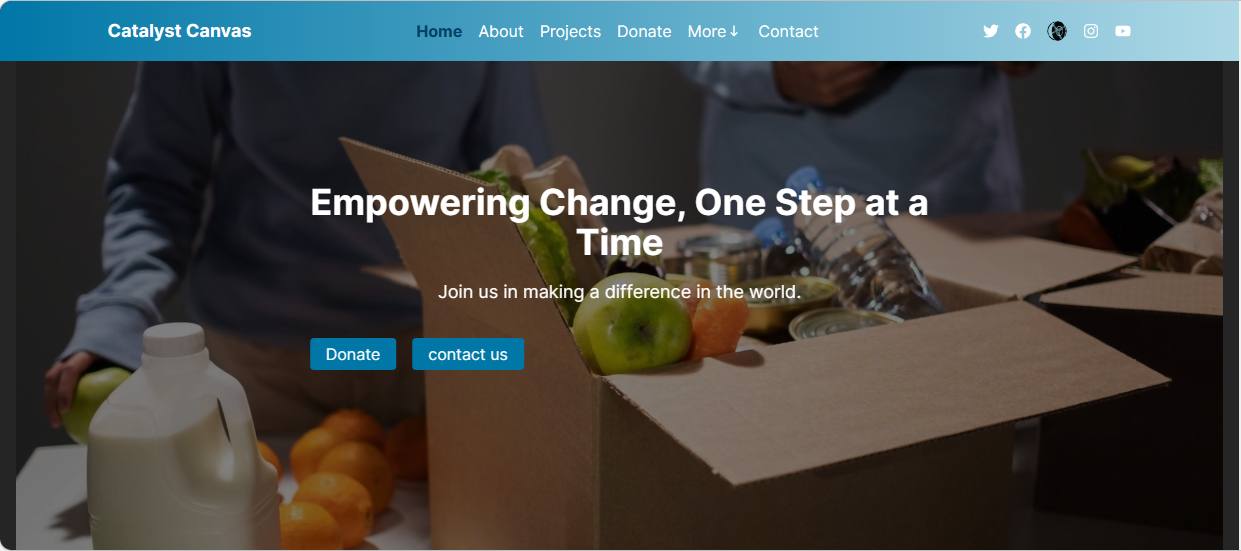 Catalyst Canvas
Home About Projects Donate More↓ Contact
Empowering Change, One Step at a
Time
Join us in making a difference in the world.
Donate contact us